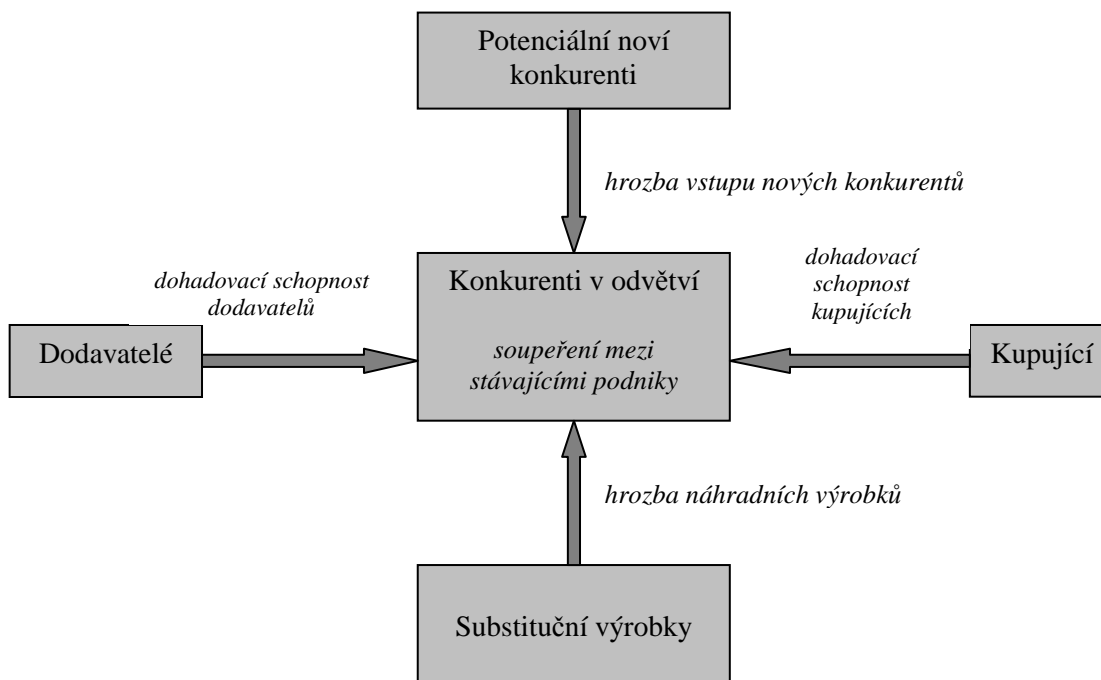 Potenciální noví
konkurenti
hrozba vstupu nových konkurentů
dohadovací schopnost
dodavatelů
Konkurenti v odvětví
soupeření mezi
stávajícími podniky
dohadovací
schopnost
kupujících
Dodavatelé
Kupující
hrozba náhradních výrobků
Substituční výrobky